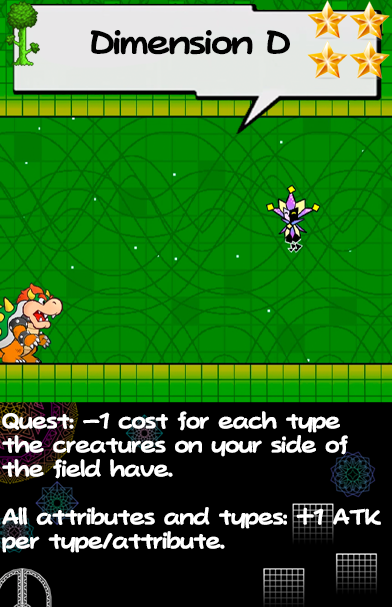 Dimension D
Quest: -1 cost for each type
the creatures on your side of
the field have.
All attributes and types: +1 ATK
per type/attribute.